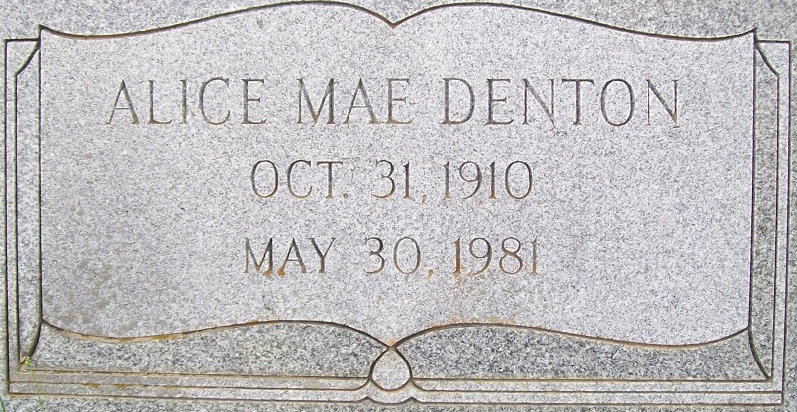 ALICE MAE DENTON
OCT. 31, 1910
MAY 30, 1981